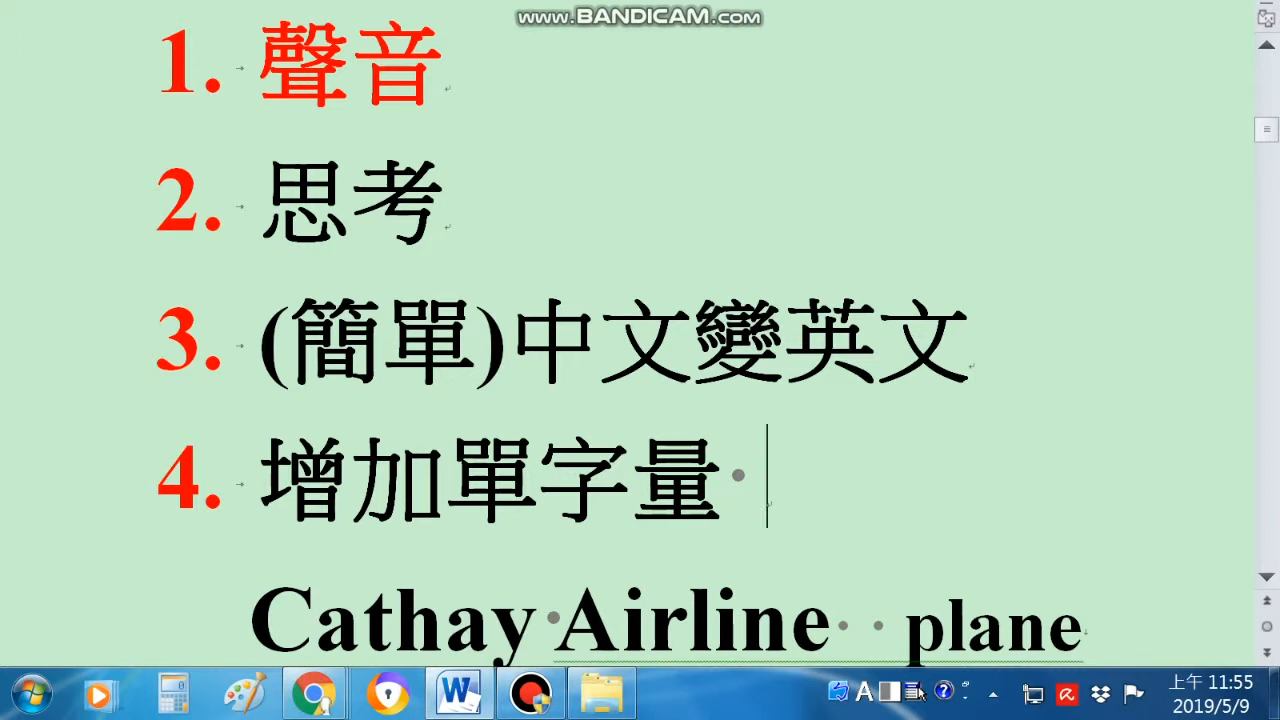 www.BANDICAM.com
1. 聲音
2. 思考
3. (簡單)中文變英文
4. 增加單字量
Cathay Airline plane
上午 11:55
2019/5/9